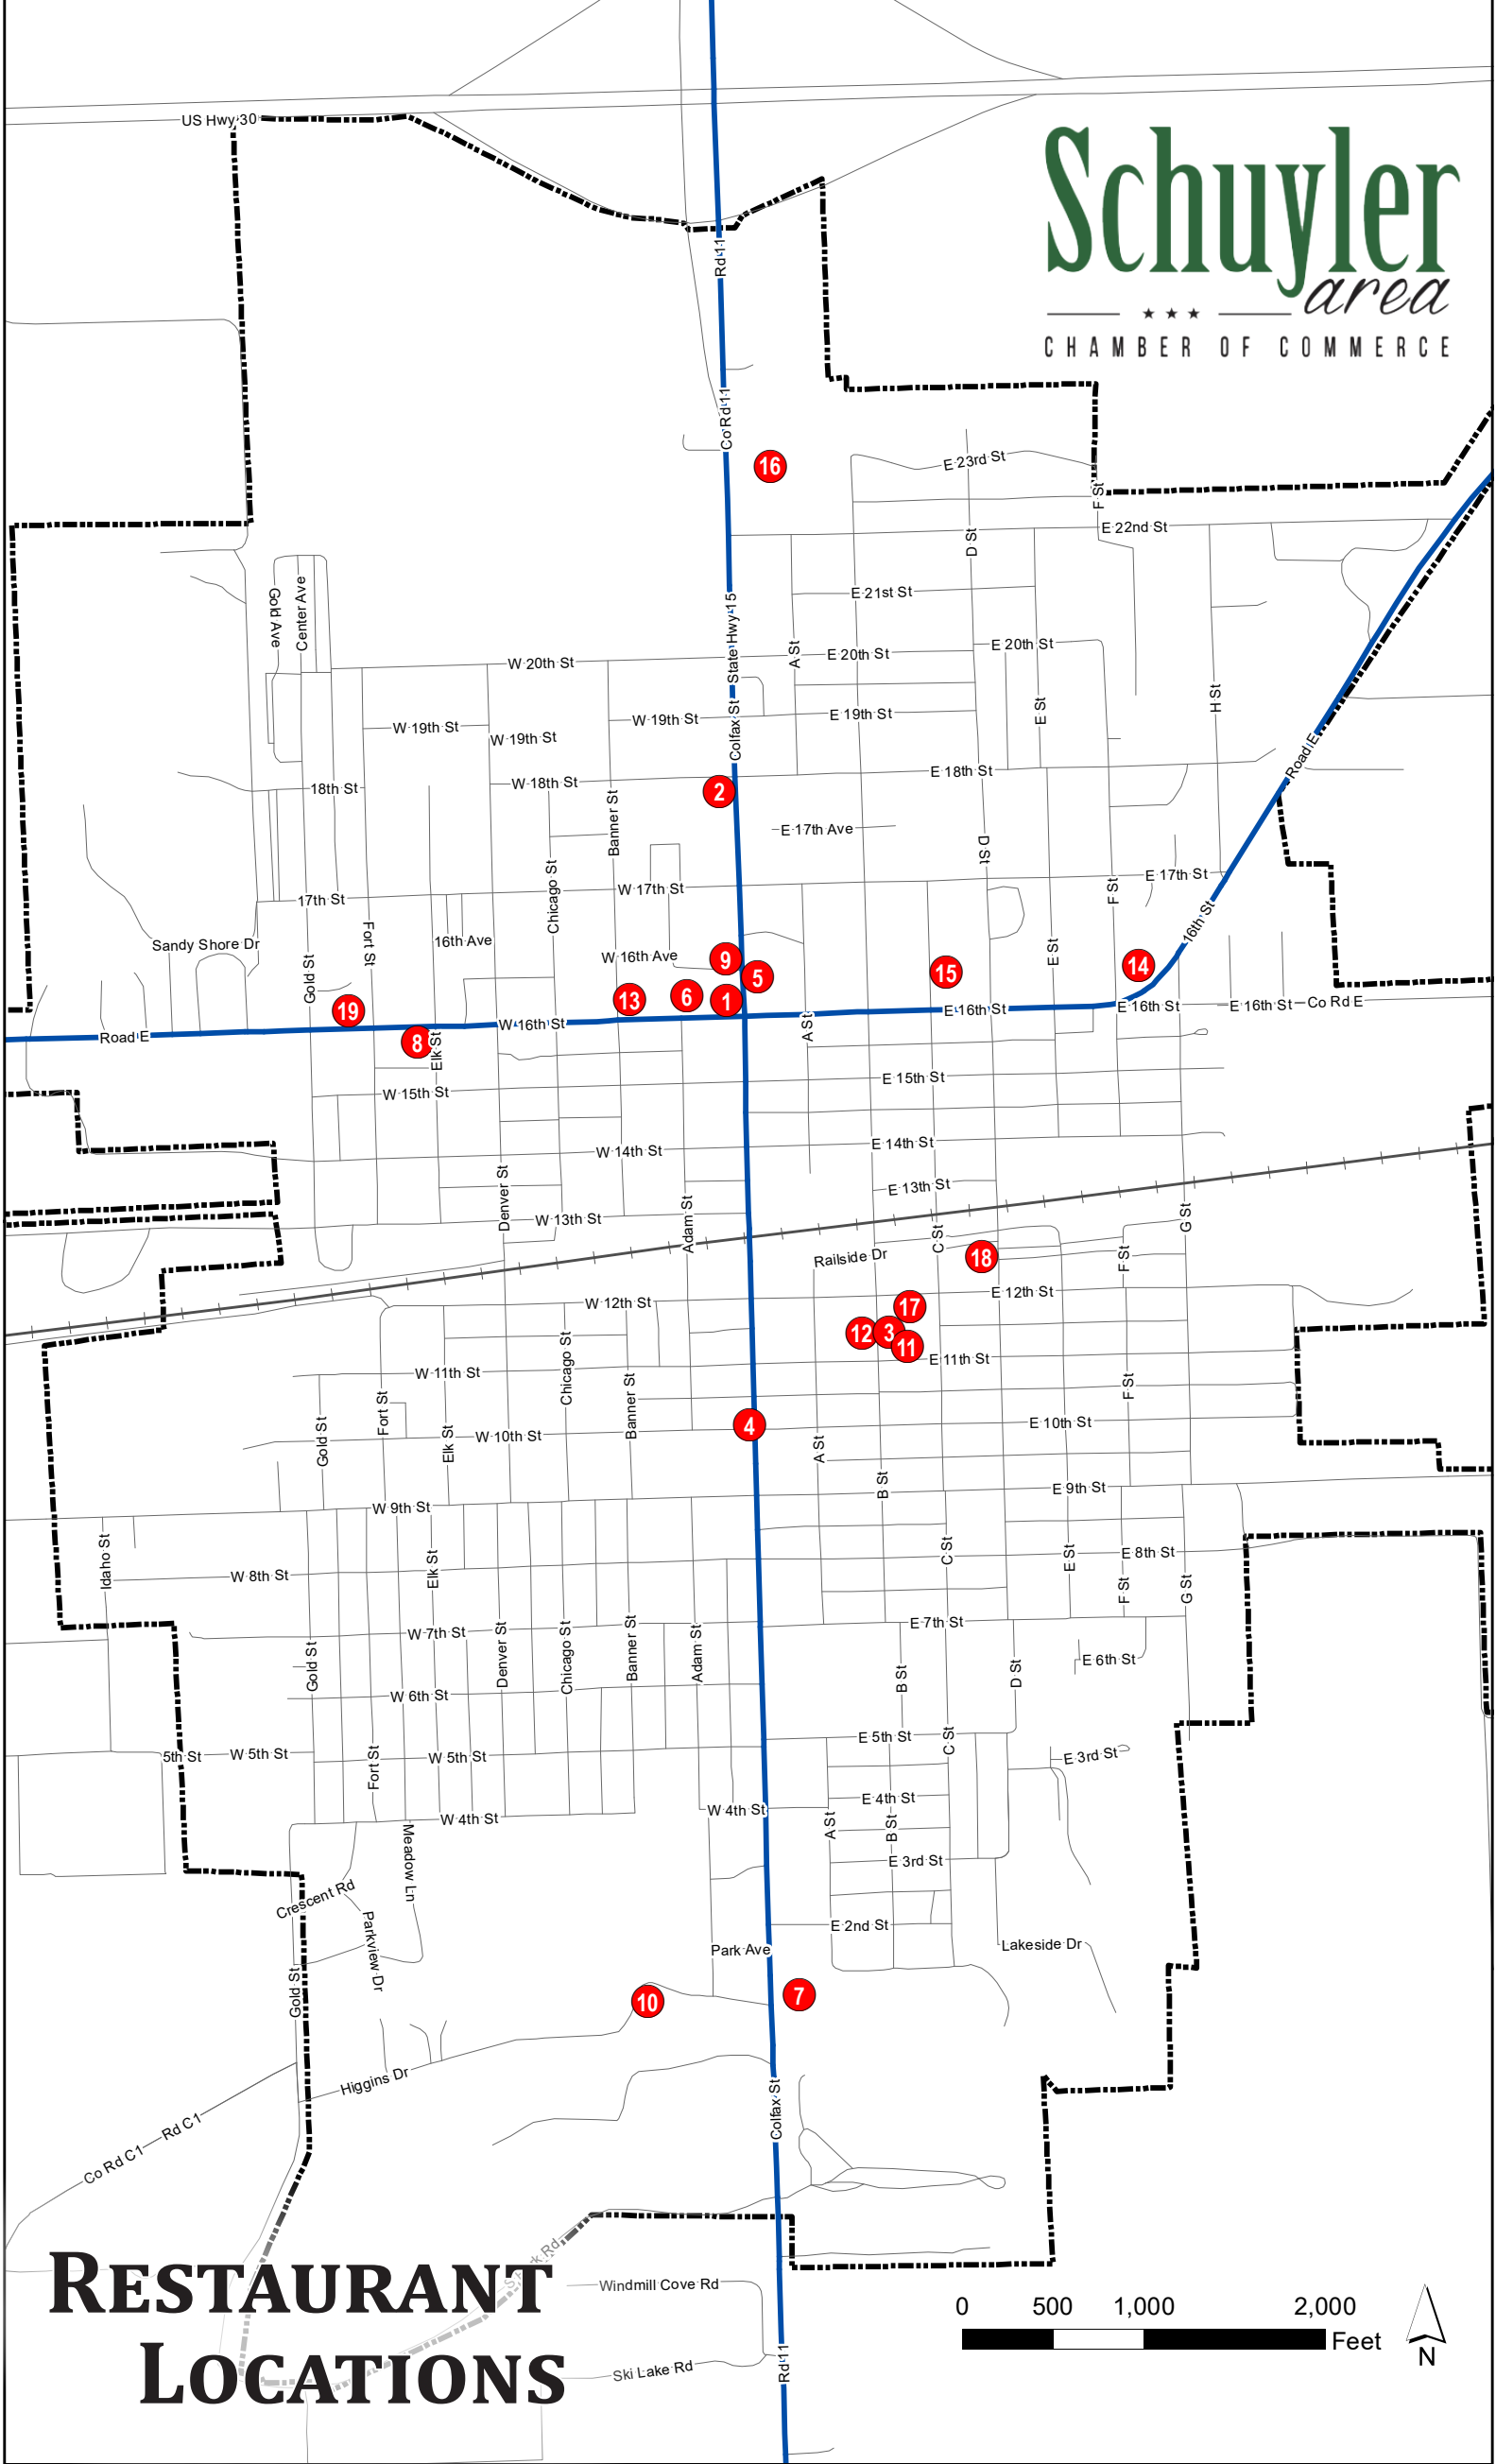 US Hwy 30
Schuyler
area
CHAMBER OF COMMERCE
Rd 11
Co Rd 11
16
E 23rd St
F St
E 22nd St
D St
Gold Ave
Center Ave
E 21st St
State Hwy 15
A St
W 20th St
E 20th St
E 20th St
H St
E St
W 19th St
W 19th St
W 19th St
Colfax St
E 19th St
Road E
18th St
W 18th St
E 18th St
2
Banner St
E 17th Ave
D St
Chicago St
17th St
W 17th St
F St
E 17th St
Fort St
16th Ave
16th St
Sandy Shore Dr
W 16th Ave
9
5
E St
15
14
Gold St
19
13
6
1
E 16th St
E 16th St
E 16th St
Co Rd E
Road E
8
Elk St
W 16th St
A St
W 15th St
E 15th St
W 14th St
E 14th St
Denver St
E 13th St
W 13th St
Adam St
C St
G St
Railside Dr
18
F St
W 12th St
17
E 12th St
12
3
11
Chicago St
W 11th St
E 11th St
Gold St
Fort St
Elk St
Banner St
F St
4
W 10th St
A St
E 10th St
B St
W 9th St
E 9th St
Idaho St
Elk St
C St
E St
E 8th St
W 8th St
F St
G St
W 7th St
E 7th St
Gold St
Denver St
Chicago St
Banner St
Adam St
B St
D St
E 6th St
W 6th St
5th St
W 5th St
Fort St
W 5th St
E 5th St
C St
E 3rd St
W 4th St
W 4th St
E 4th St
A St
B St
Meadow Ln
E 3rd St
Crescent Rd
Parkview Dr
E 2nd St
Park Ave
Lakeside Dr
Gold St
10
7
Higgins Dr
Colfax St
Rd C1
Co Rd C1
Windmill Cove Rd
Ski Lake Rd
Rd 11
RESTAURANT
LOCATIONS
0 500 1,000 2,000
Feet
N